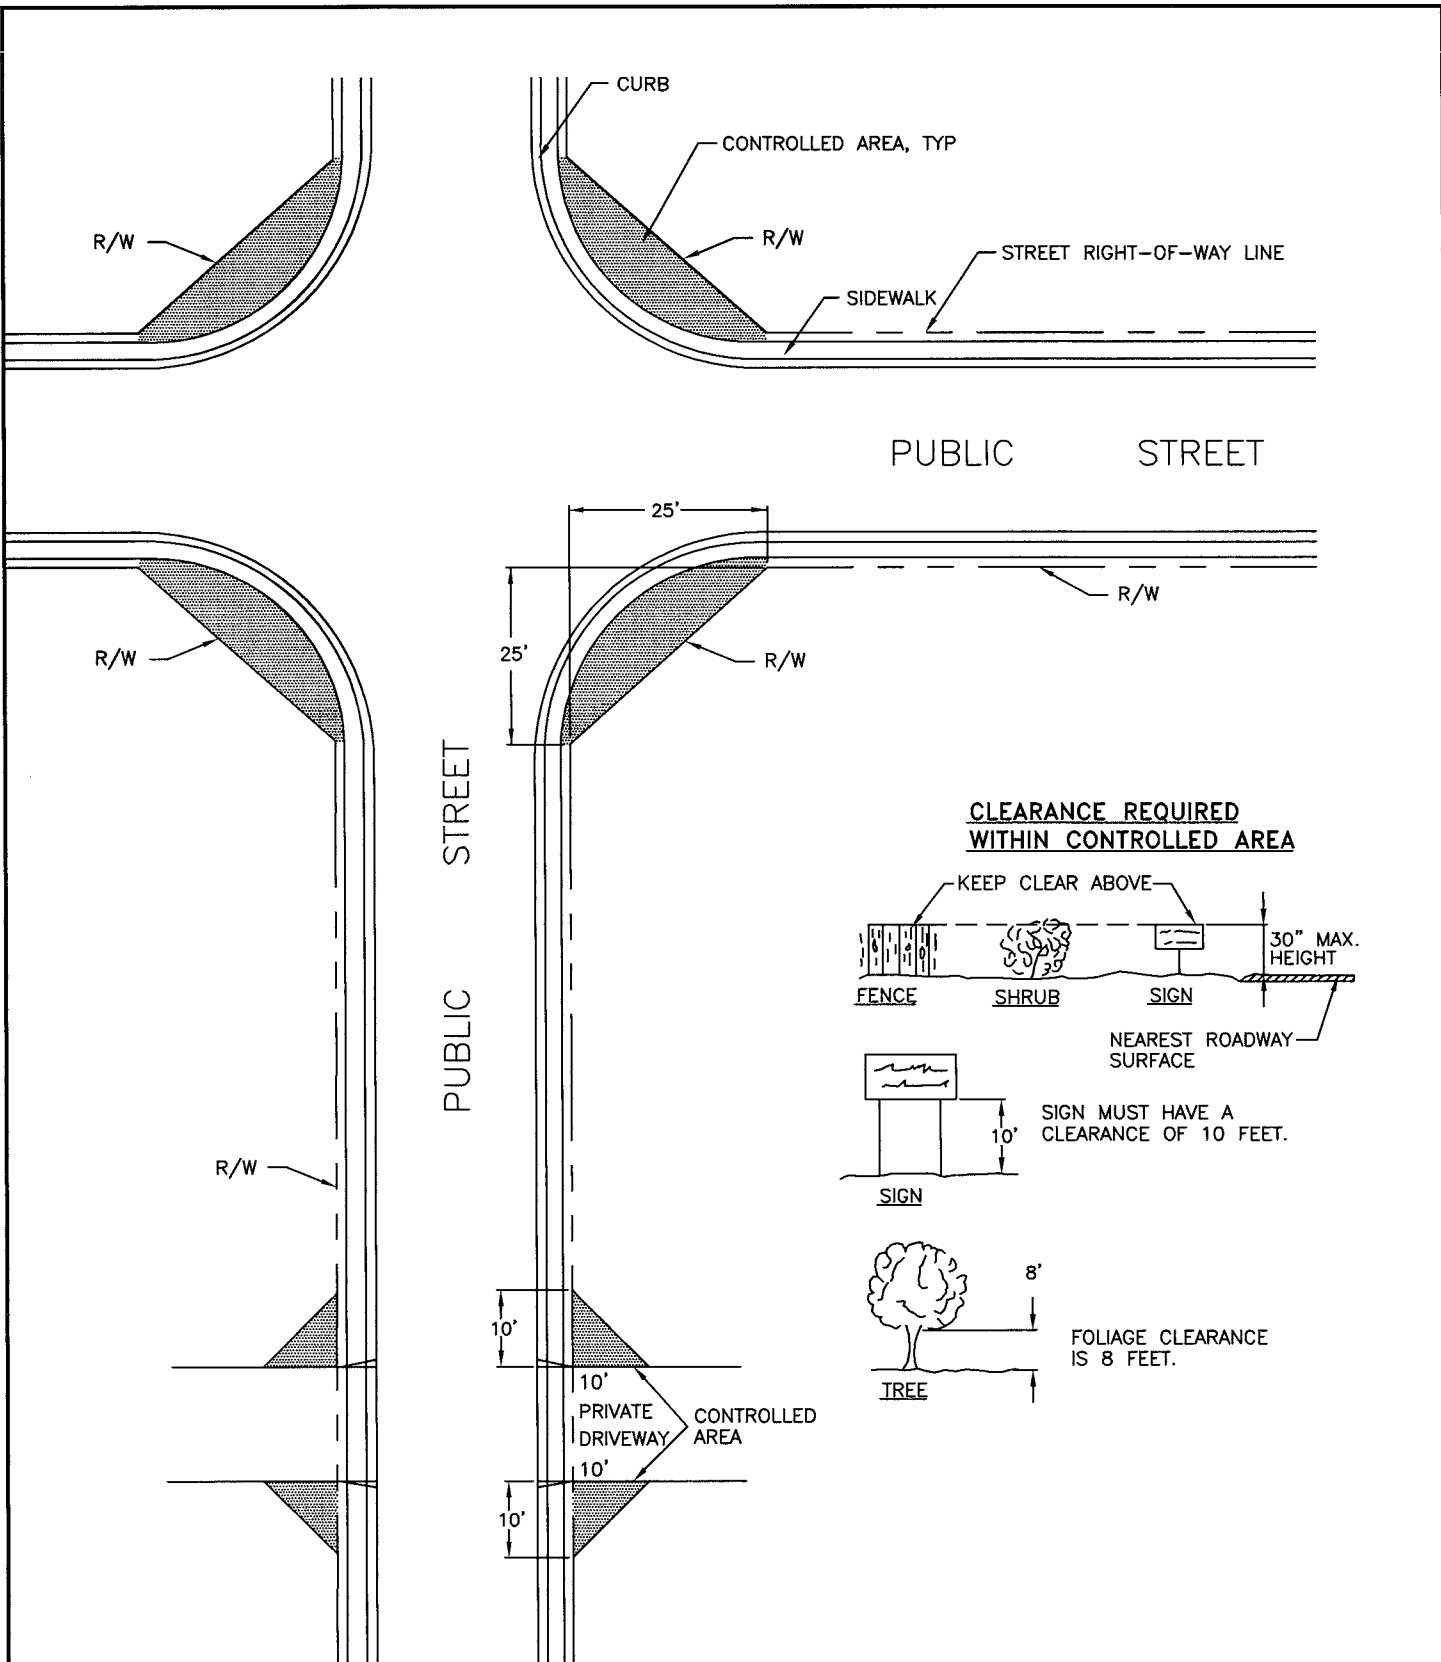 CURB
CONTROLLED AREA, TYP
R/W
R/W
STREET RIGHT-OF-WAY LINE
SIDEWALK
PUBLIC STREET
25'
R/W
25'
R/W
R/W
PUBLIC STREET
CLEARANCE REQUIRED
WITHIN CONTROLLED AREA
KEEP CLEAR ABOVE
30" MAX.
HEIGHT
FENCE
SHRUB
SIGN
NEAREST ROADWAY
SURFACE
SIGN MUST HAVE A
CLEARANCE OF 10 FEET.
10'
SIGN
R/W
8'
FOLIAGE CLEARANCE
IS 8 FEET.
TREE
10'
10'
PRIVATE
DRIVEWAY
CONTROLLED
AREA
10'
10'